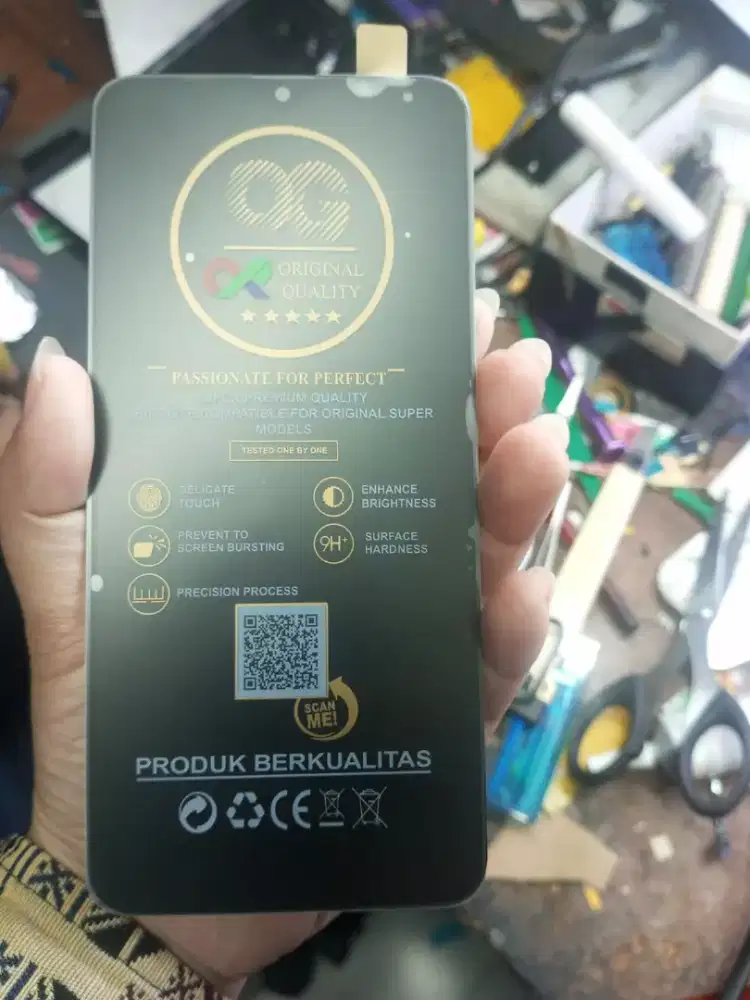 OG
ORIGINAL
QUALITY
PASSIONATE FOR PERFECT
PREMIUM QUALITY
FOR ORIGINAL SUPER
MODELS
TESTED ONE BY ONE
DELICATE
TOUCH
ENHANCE
BRIGHTNESS
PREVENT TO
SCREEN BURSTING
9H+
SURFACE
HARDNESS
PRECISION PROCESS
SCAN
ME!
PRODUK BERKUALITAS
CE